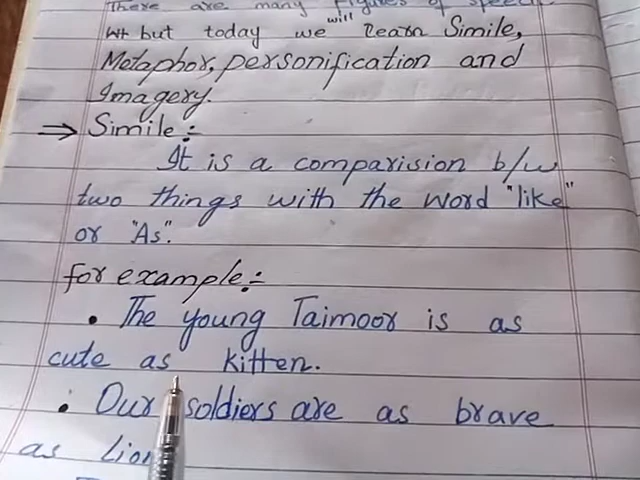 There are many figures of speech
but today we will learn Simile,
Metaphor, personification and
Imagery.
⇒ Simile:-
It is a comparision b/w
two things with the word "like"
or "As".
for example:-
• The young Taimoor is as
cute as kitten.
• Our soldiers are as brave
as Lion